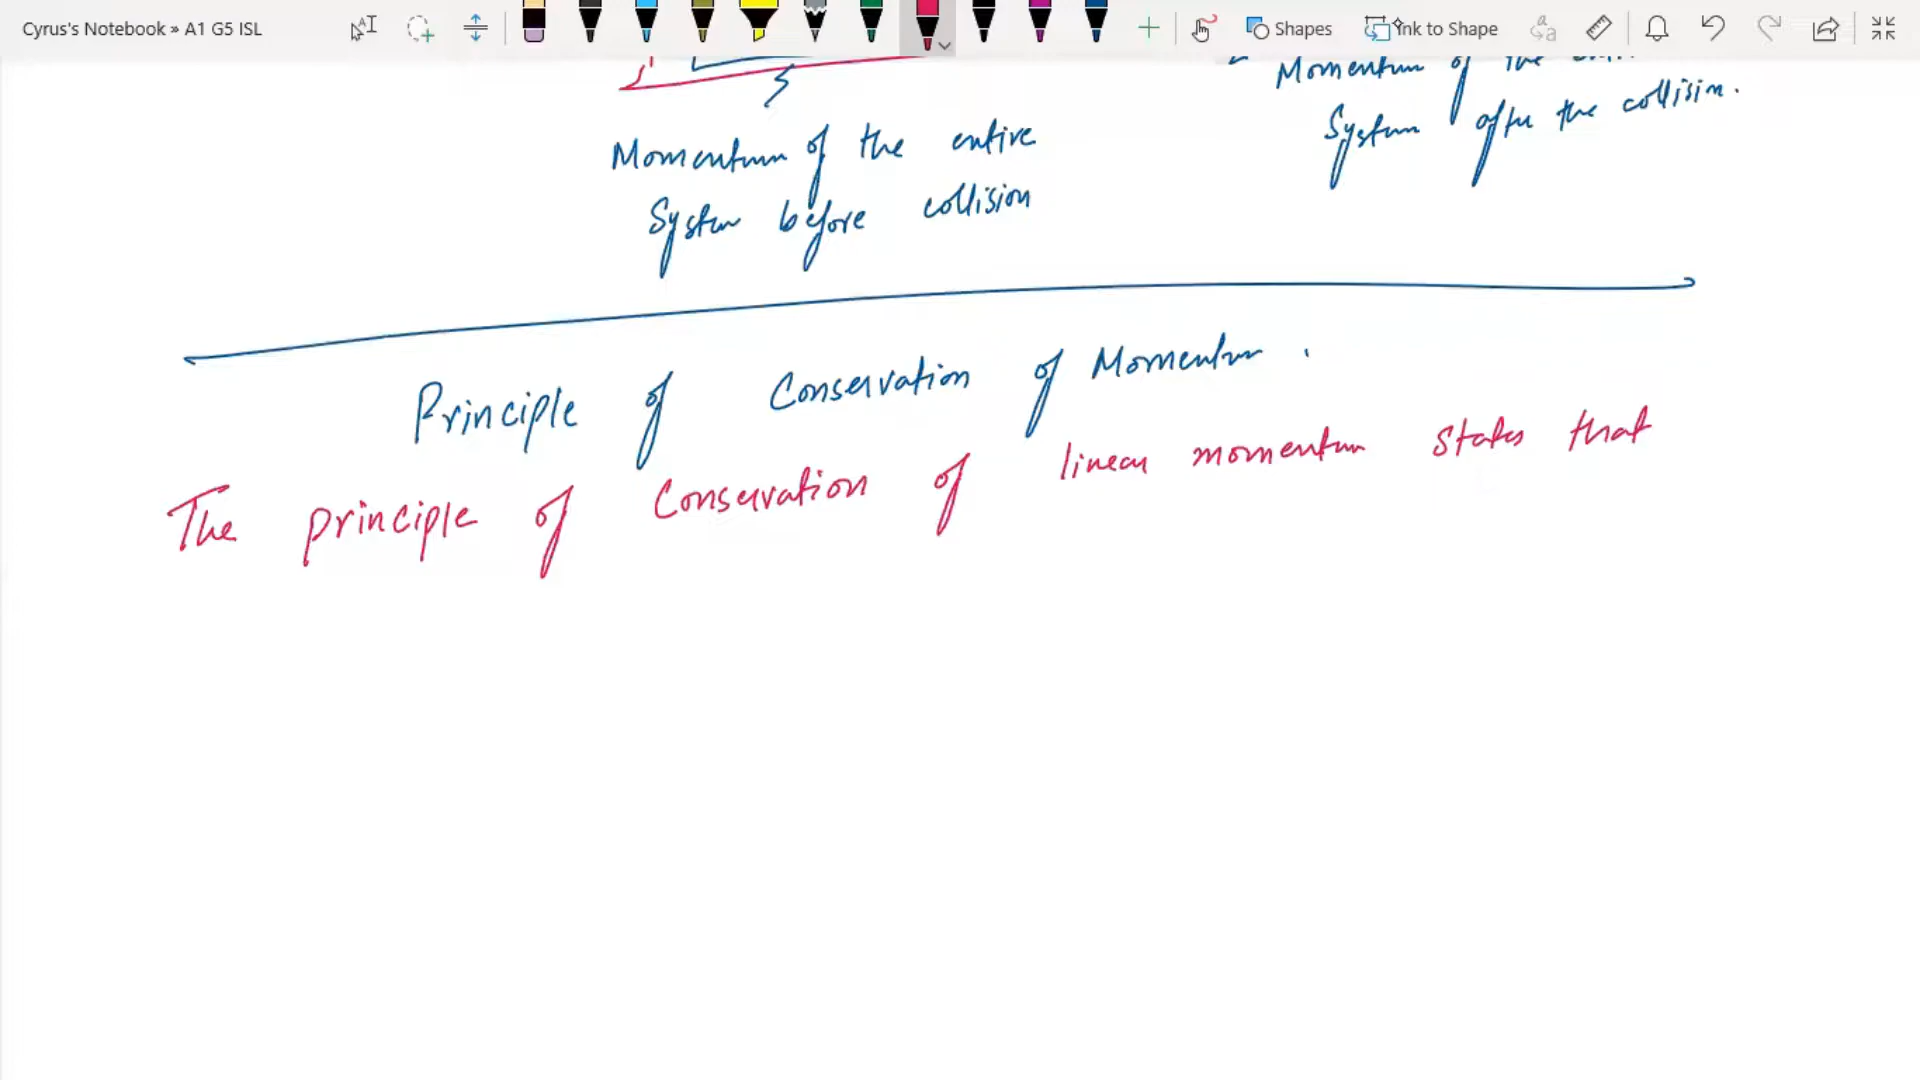 Cyrus's Notebook » A1 G5 ISL
Shapes
Ink to Shape
Momentum of the
System after the collision.
Momentum of the entire
System before collision
Principle of Conservation of Momentum.
The principle of Conservation of linear momentum states that